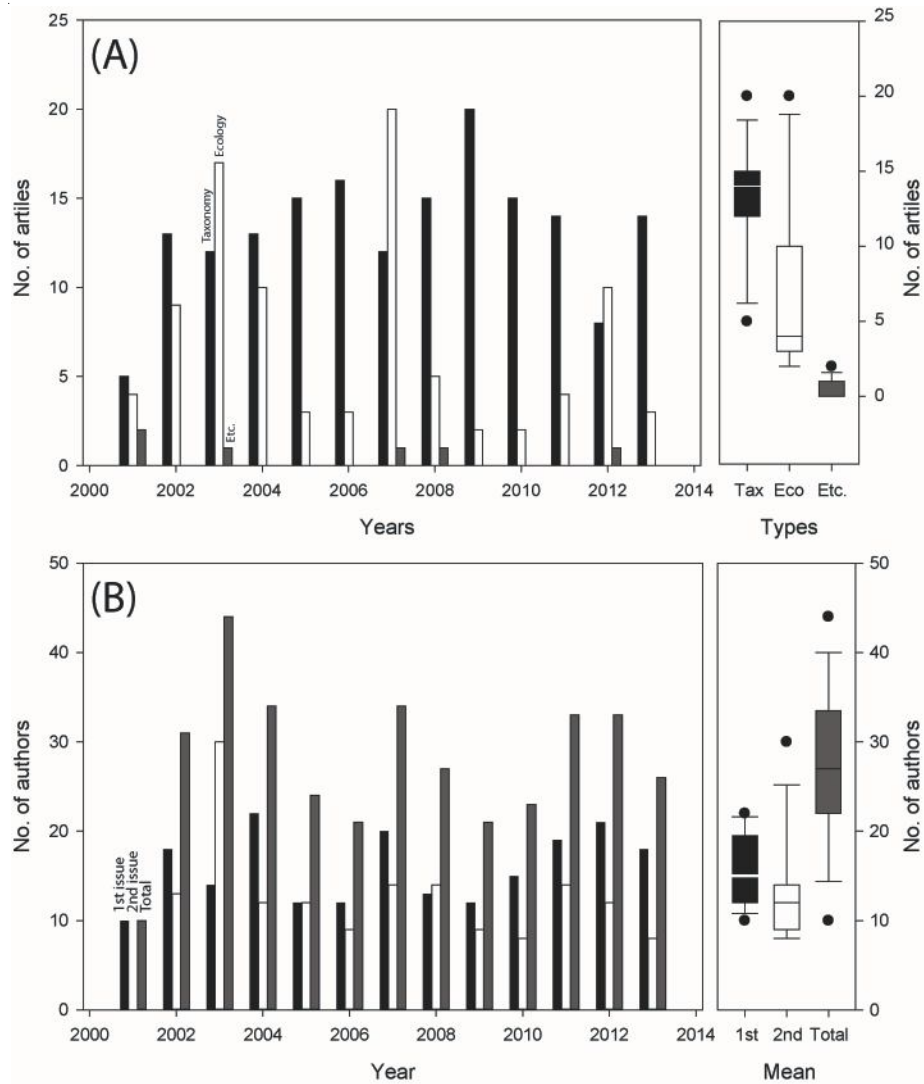 (A)
No. of artiles
25
20
15
10
5
0
Taxonomy
Ecology
Etc.
2000 2002 2004 2006 2008 2010 2012 2014
Years
25
20
15
10
5
0
No. of artiles
Tax Eco Etc.
Types
(B)
No. of authors
50
40
30
20
10
0
1st issue
2nd issue
Total
2000 2002 2004 2006 2008 2010 2012 2014
Year
50
40
30
20
10
0
No. of authors
1st 2nd Total
Mean